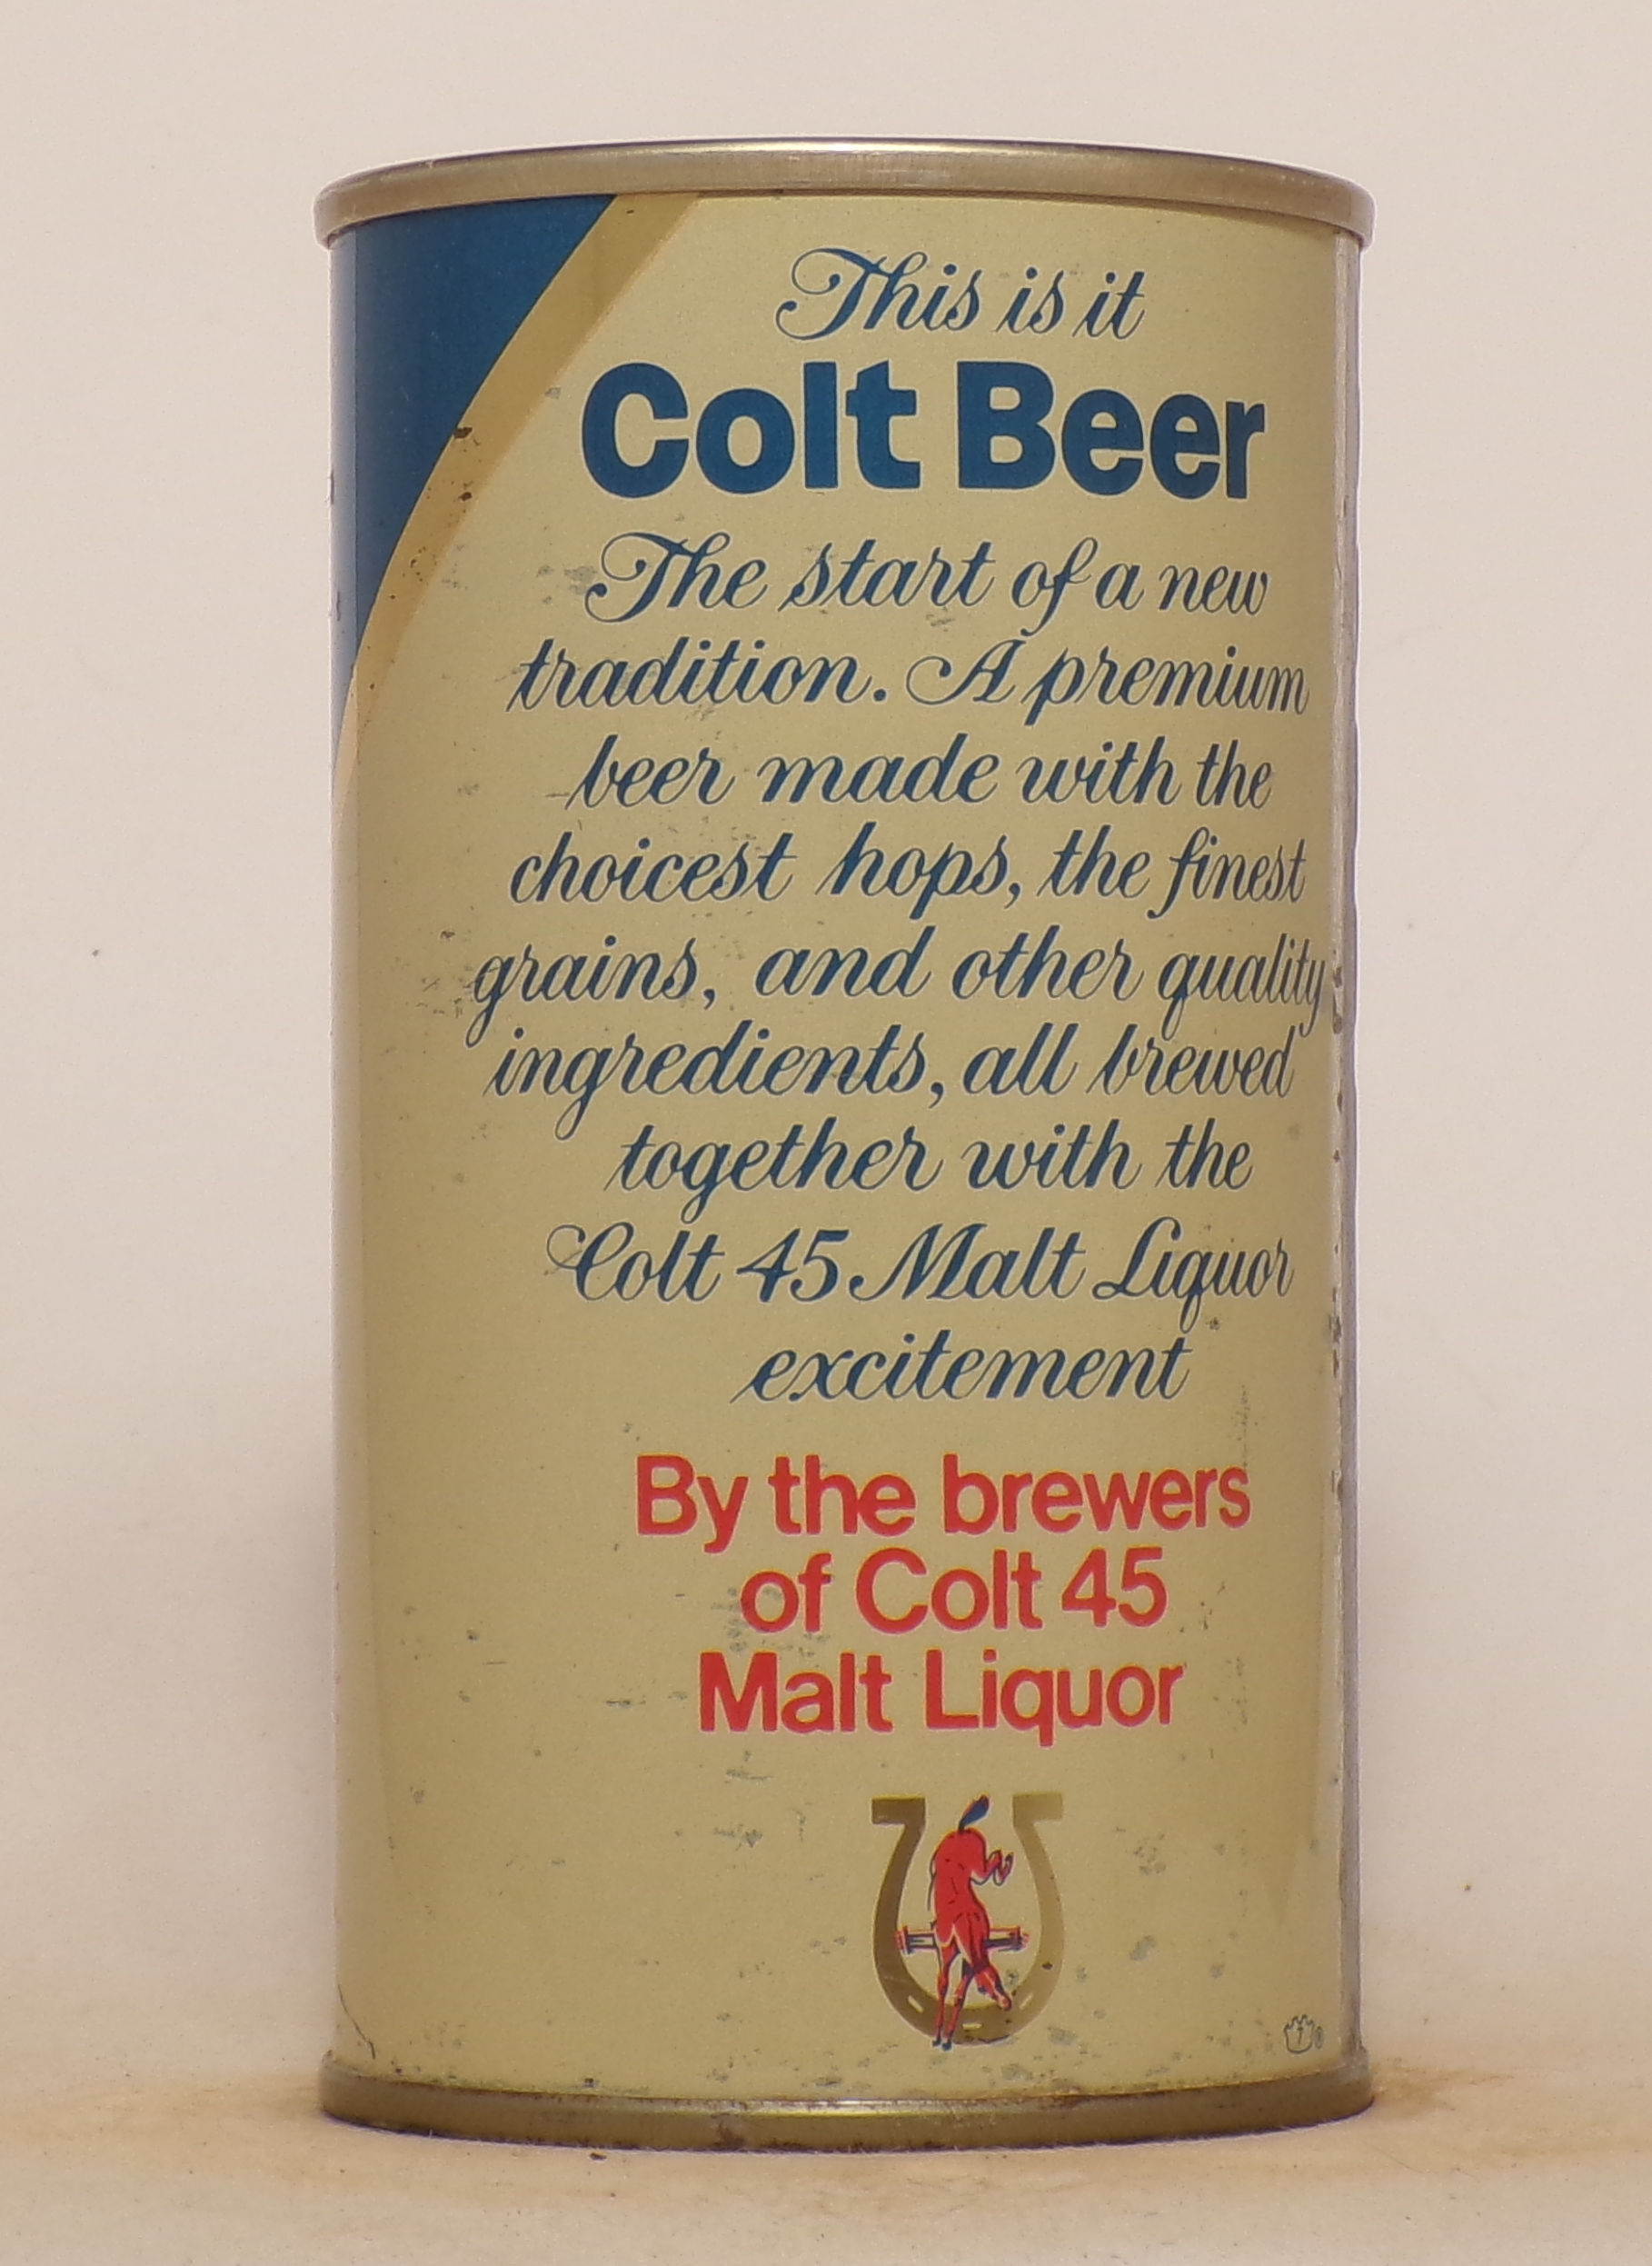 This is it
Colt Beer
The start of a new
tradition. A premium
beer made with the
choicest hops, the finest
grains, and other quality
ingredients, all brewed
together with the
Colt 45 Malt Liquor
excitement
By the brewers
of Colt 45
Malt Liquor